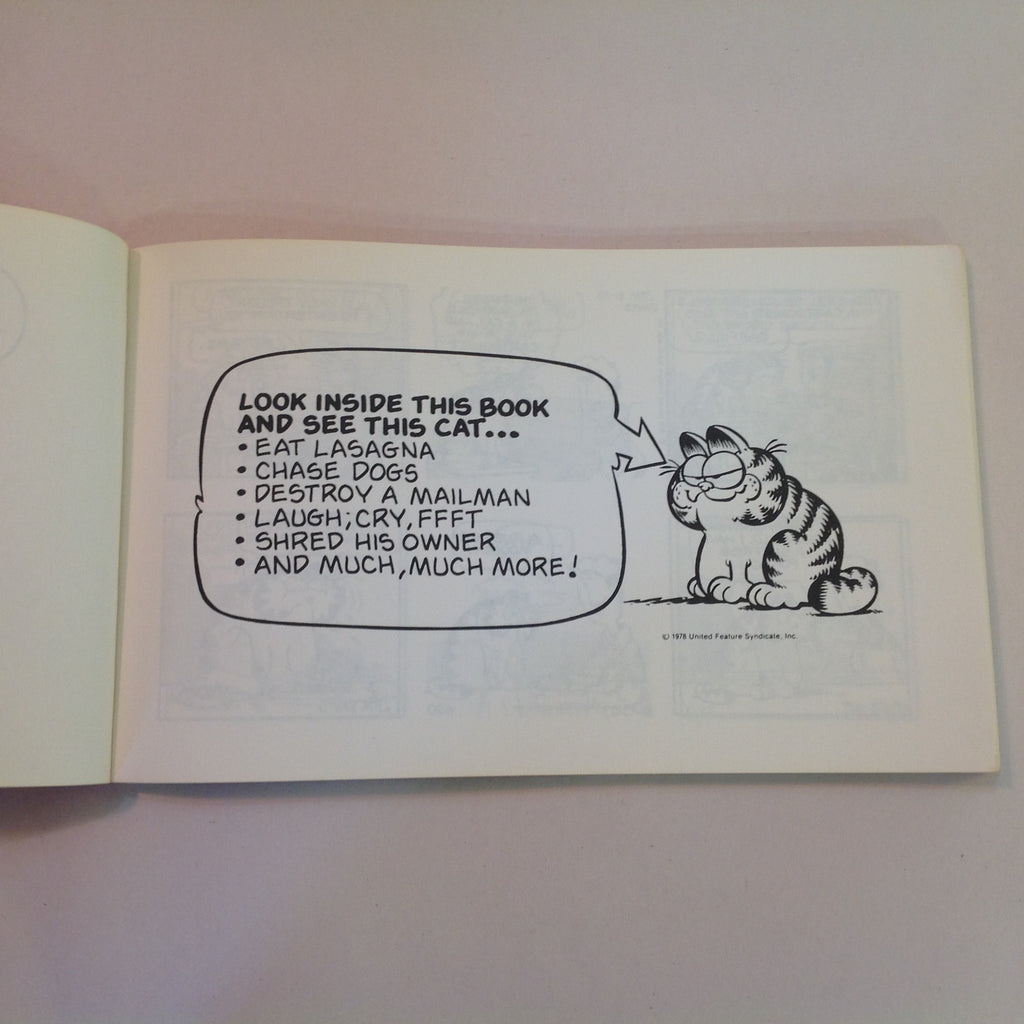 LOOK INSIDE THIS BOOK
AND SEE THIS CAT...
• EAT LASAGNA
• CHASE DOGS
• DESTROY A MAILMAN
• LAUGH, CRY, FFFT
• SHRED HIS OWNER
• AND MUCH, MUCH MORE!
© 1978 United Feature Syndicate, Inc.